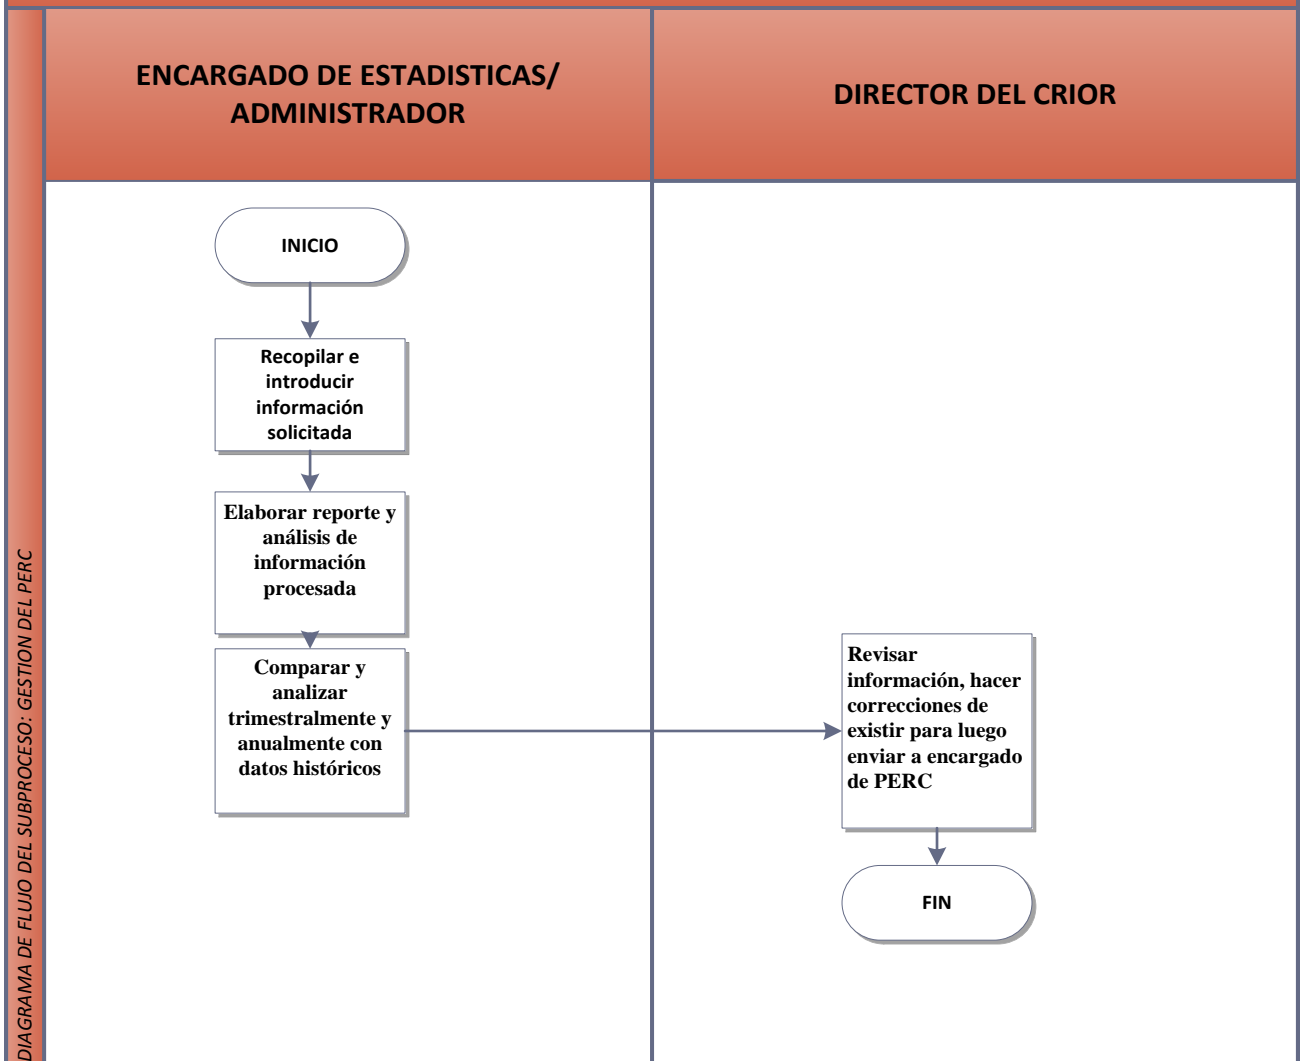 DIAGRAMA DE FLUJO DEL SUBPROCESO: GESTION DEL PERC
ENCARGADO DE ESTADISTICAS/
ADMINISTRADOR
DIRECTOR DEL CRIOR
INICIO
Recopilar e
introducir
información
solicitada
Elaborar reporte y
análisis de
información
procesada
Comparar y
analizar
trimestralmente y
anualmente con
datos históricos
Revisar
información, hacer
correcciones de
existir para luego
enviar a encargado
de PERC
FIN